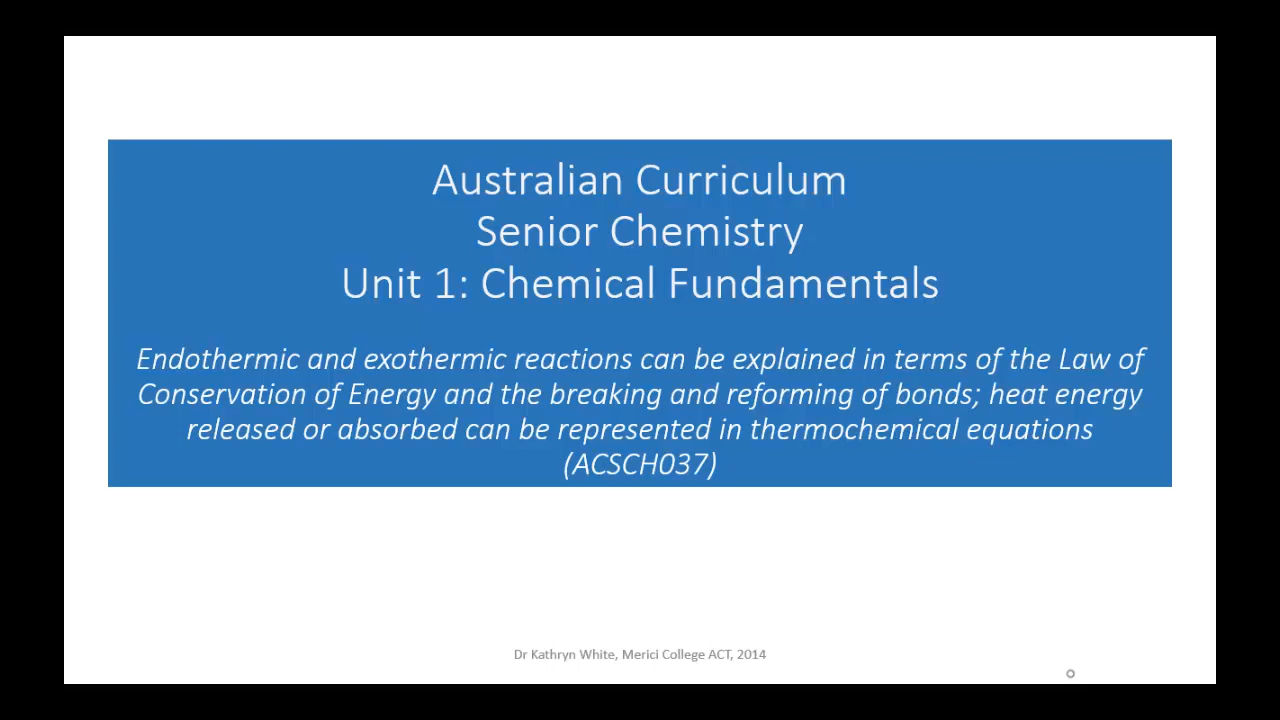 Australian Curriculum
Senior Chemistry
Unit 1: Chemical Fundamentals
Endothermic and exothermic reactions can be explained in terms of the Law of
Conservation of Energy and the breaking and reforming of bonds; heat energy
released or absorbed can be represented in thermochemical equations
(ACSCH037)
Dr Kathryn White, Merici College ACT, 2014